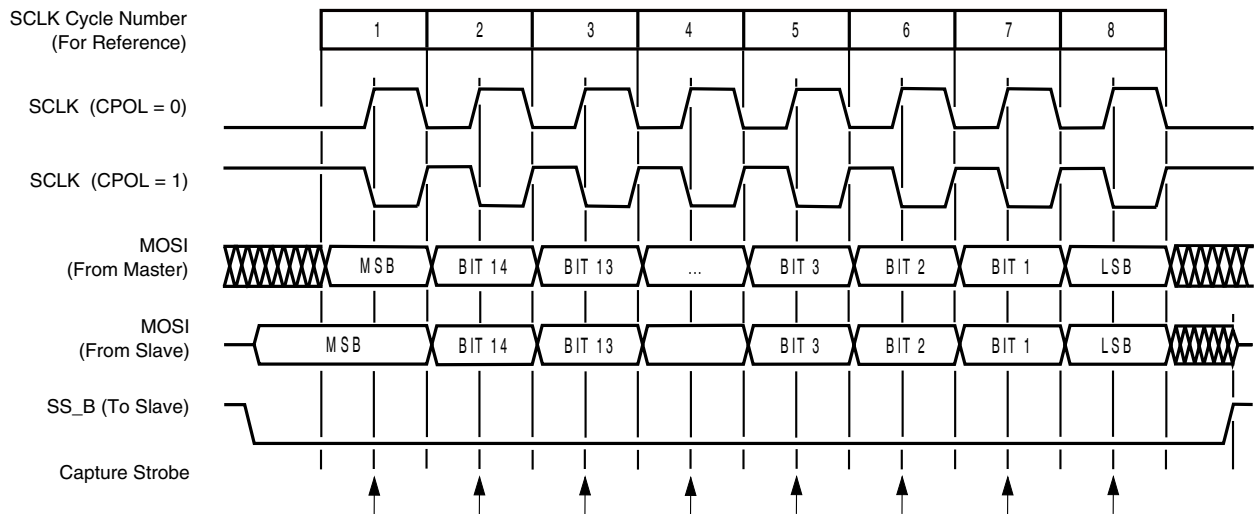 SCLK Cycle Number
(For Reference)
1 2 3 4 5 6 7 8
SCLK (CPOL = 0)
SCLK (CPOL = 1)
MOSI
(From Master)
MSB BIT 14 BIT 13 ... BIT 3 BIT 2 BIT 1 LSB
MOSI
(From Slave)
MSB BIT 14 BIT 13 BIT 3 BIT 2 BIT 1 LSB
SS_B (To Slave)
Capture Strobe